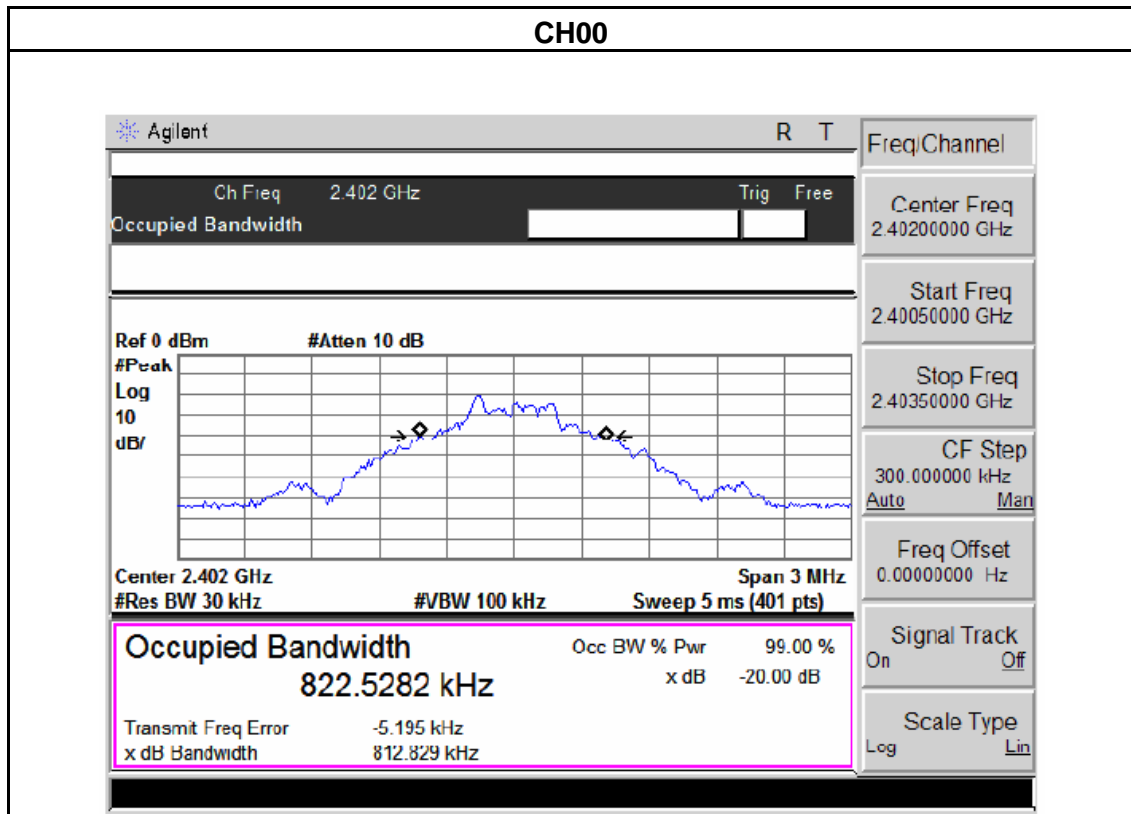 CH00
Agilent
R T
Freq/Channel
Ch Freq 2.402 GHz
Trig Free
Occupied Bandwidth
Center Freq
2.40200000 GHz
Start Freq
2.40050000 GHz
Stop Freq
2.40350000 GHz
CF Step
300.000000 kHz
Auto Man
Freq Offset
0.00000000 Hz
Signal Track
On Off
Scale Type
Log Lin
Ref 0 dBm #Atten 10 dB
#Peak
Log
10
dB/
Center 2.402 GHz Span 3 MHz
#Res BW 30 kHz #VBW 100 kHz Sweep 5 ms (401 pts)
Occupied Bandwidth
822.5282 kHz
Occ BW % Pwr 99.00 %
x dB -20.00 dB
Transmit Freq Error -5.195 kHz
x dB Bandwidth 812.829 kHz